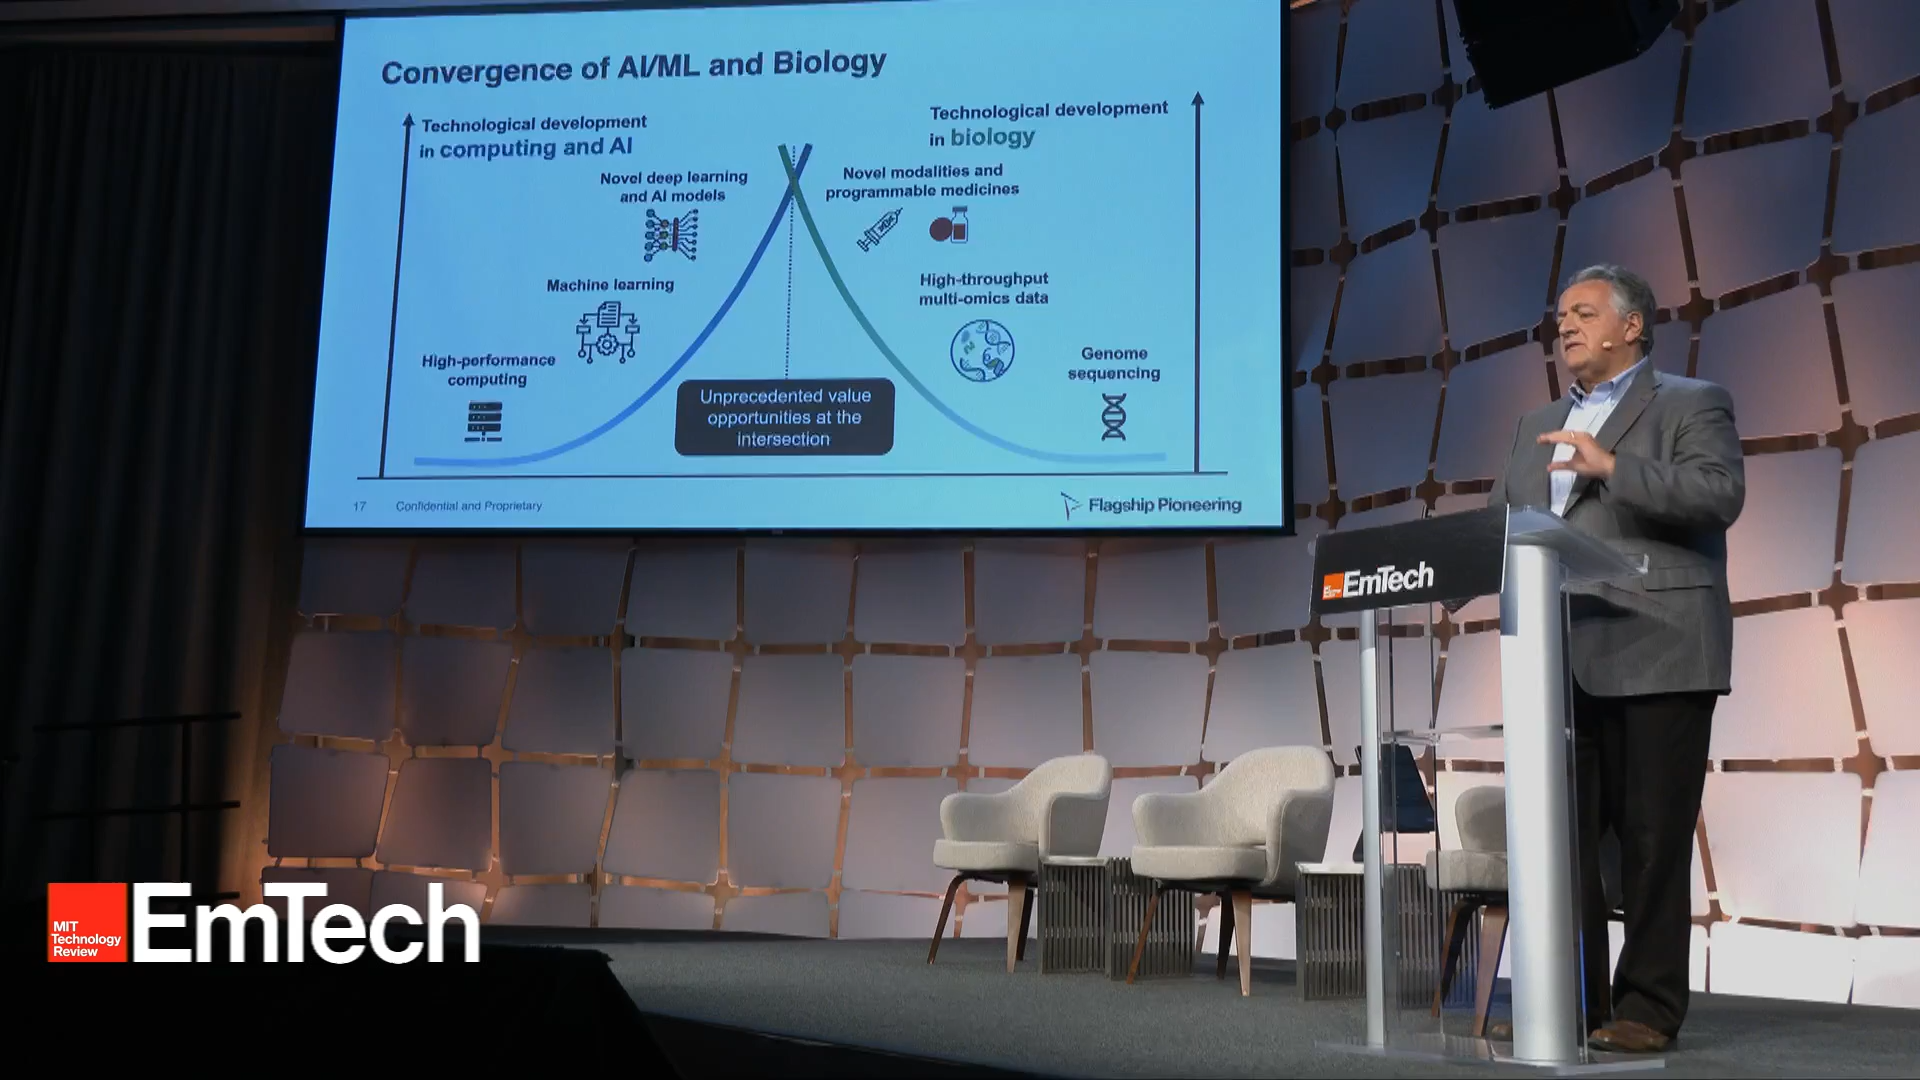 Convergence of AI/ML and Biology
Technological development
in computing and AI
Technological development
in biology
Novel deep learning
and AI models
Novel modalities and
programmable medicines
Machine learning
High-throughput
multi-omics data
High-performance
computing
Genome
sequencing
Unprecedented value
opportunities at the
intersection
17
Confidential and Proprietary
Flagship Pioneering
EmTech
MIT
Technology
Review
EmTech